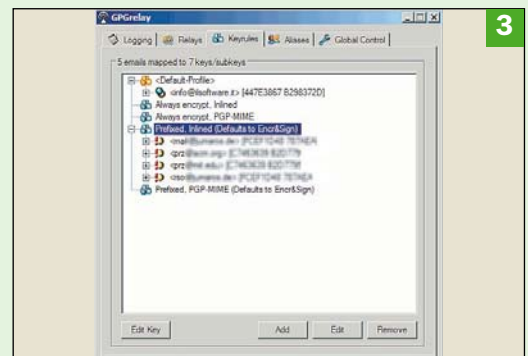 GPGrelay
3
Logging Relays Keyrules Aliases Global Control
5 emails mapped to 7 keys/subkeys
<Default-Profile>
<info@lisoftware.it> [447E3867 B298372D]
Always encrypt, Inlined
Always encrypt, PGP-MIME
Prefixed, Inlined (Defaults to Encr&Sign)
Prefixed, PGP-MIME (Defaults to Encr&Sign)
Edit Key Add Edit Remove